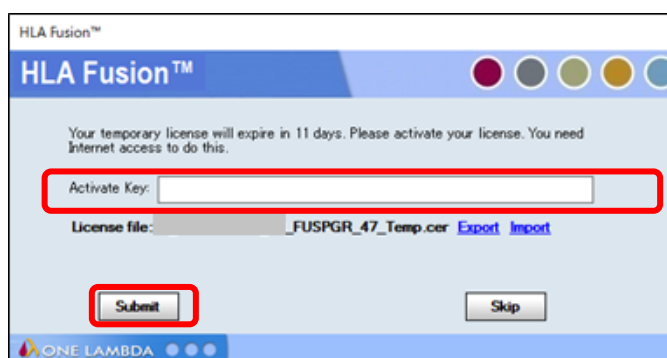 HLA Fusion™
HLA Fusion™
Your temporary license will expire in 11 days. Please activate your license. You need
Internet access to do this.
Activate Key:
License file: _FUSPGR_47_Temp.cer Export Import
Submit Skip
ONE LAMBDA